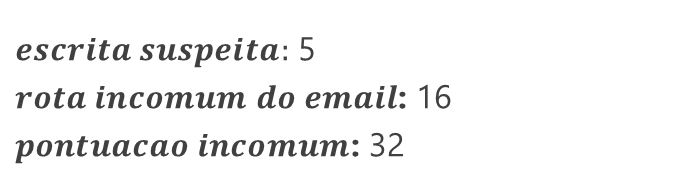 escrita suspeita: 5
rota incomum do email: 16
pontuacao incomum: 32